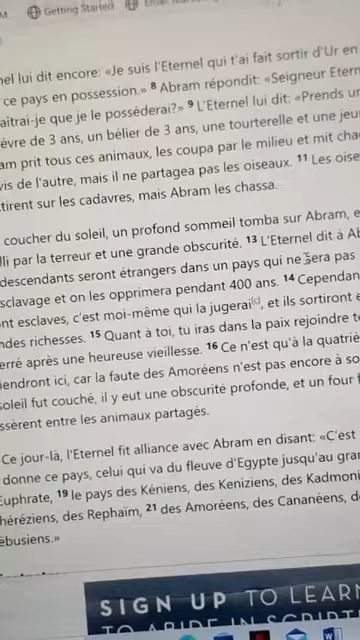 Getting Started
nel lui dit encore: «Je suis l'Eternel qui t'ai fait sortir d'Ur en
ce pays en possession.» 8 Abram répondit: «Seigneur Etern
aîtrai-je que je le posséderai?» 9 L'Eternel lui dit: «Prends un
èvre de 3 ans, un bélier de 3 ans, une tourterelle et une jeu
am prit tous ces animaux, les coupa par le milieu et mit cha
vis de l'autre, mais il ne partagea pas les oiseaux. 11 Les oise
ttirent sur les cadavres, mais Abram les chassa.
coucher du soleil, un profond sommeil tomba sur Abram, e
lli par la terreur et une grande obscurité. 13 L'Eternel dit à Ab
descendants seront étrangers dans un pays qui ne sera pas
sclavage et on les opprimera pendant 400 ans. 14 Cependan
nt esclaves, c'est moi-même qui la jugerai[c], et ils sortiront e
ndes richesses. 15 Quant à toi, tu iras dans la paix rejoindre te
erré après une heureuse vieillesse. 16 Ce n'est qu'à la quatriè
iendront ici, car la faute des Amoréens n'est pas encore à so
soleil fut couché, il y eut une obscurité profonde, et un four f
ssèrent entre les animaux partagés.
Ce jour-là, l'Eternel fit alliance avec Abram en disant: «C'est
donne ce pays, celui qui va du fleuve d'Egypte jusqu'au gran
Euphrate, 19 le pays des Kéniens, des Keniziens, des Kadmoni
héréziens, des Rephaïm, 21 des Amoréens, des Cananéens, de
ébusiens.»
SIGN UP TO LEARN
TO ABIDE IN SCRIPT